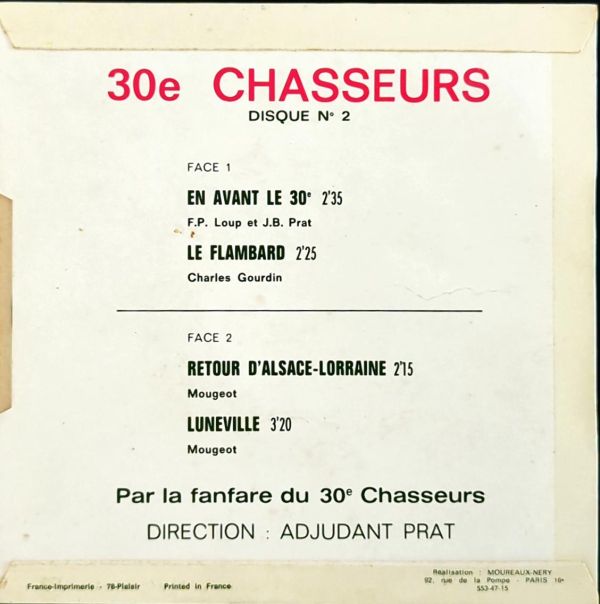 30e CHASSEURS
DISQUE N° 2
FACE 1
EN AVANT LE 30e 2'35
F.P. Loup et J.B. Prat
LE FLAMBARD 2'25
Charles Gourdin
FACE 2
RETOUR D'ALSACE-LORRAINE 2'15
Mougeot
LUNEVILLE 3'20
Mougeot
Par la fanfare du 30e Chasseurs
DIRECTION : ADJUDANT PRAT
France-Imprimerie - 78-Plaisir Printed in France
Réalisation : MOUREAUX-NERY
92, rue de la Pompe - PARIS 16e
553-47-15